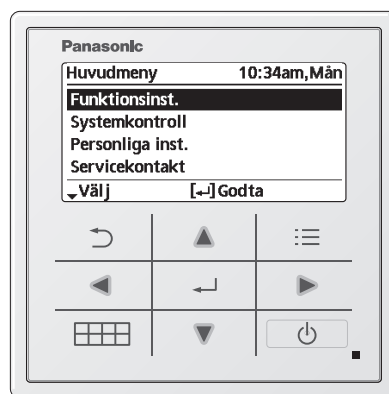 Panasonic
Huvudmeny 10:34am,Mån
Funktionsinst.
Systemkontroll
Personliga inst.
Servicekontakt
Välj [↵]Godta